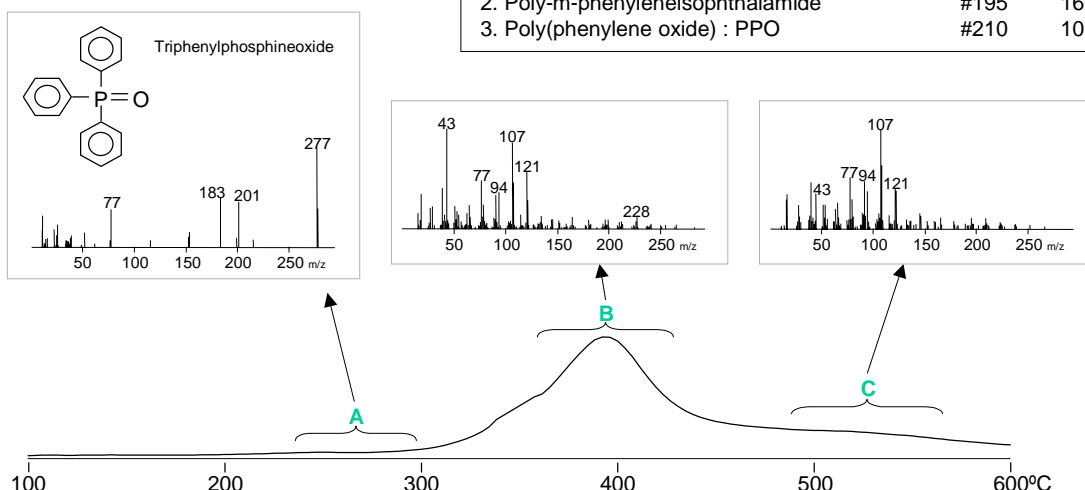 2. Poly-m-phenyleneisophthalamide #195 16
3. Poly(phenylene oxide) : PPO #210 10
Triphenylphosphineoxide
P=O
277
183
201
77
50 100 150 200 250 m/z
43
107
77
94
121
228
50 100 150 200 250 m/z
107
77
94
43
121
50 100 150 200 250 m/z
A
B
C
100 200 300 400 500 600ºC